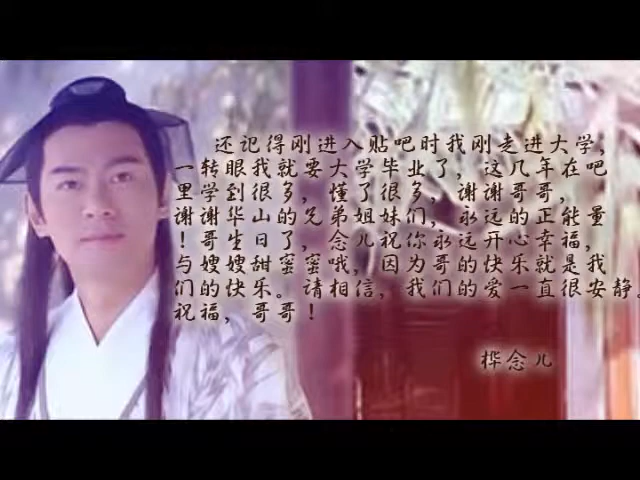 还记得刚进入贴吧时我刚走进大学，
一转眼我就要大学毕业了，这几年在吧
里学到很多，懂了很多，谢谢哥哥，
谢谢华山的兄弟姐妹们，永远的正能量
！哥生日了，念儿祝你永远开心幸福，
与嫂嫂甜蜜蜜哦，因为哥的快乐就是我
们的快乐。请相信，我们的爱一直很安静。
祝福，哥哥！
桦念儿